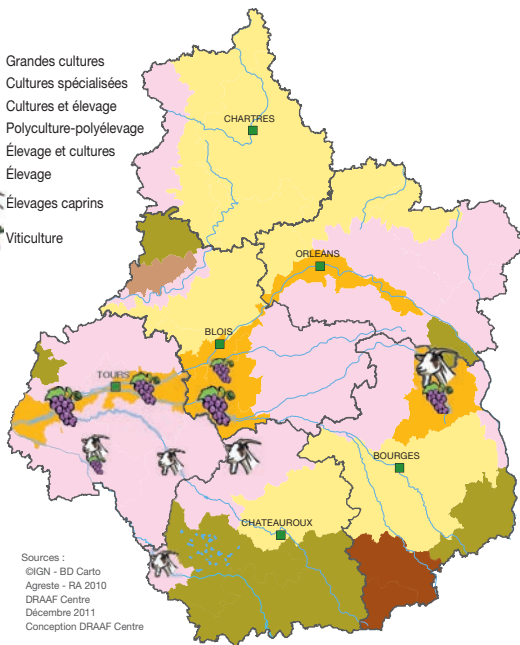 Grandes cultures
Cultures spécialisées
Cultures et élevage
Polyculture-polyélevage
Élevage et cultures
Élevage
Élevages caprins
Viticulture
CHARTRES
ORLEANS
BLOIS
TOURS
BOURGES
CHATEAUROUX
Sources :
©IGN - BD Carto
Agreste - RA 2010
DRAAF Centre
Décembre 2011
Conception DRAAF Centre